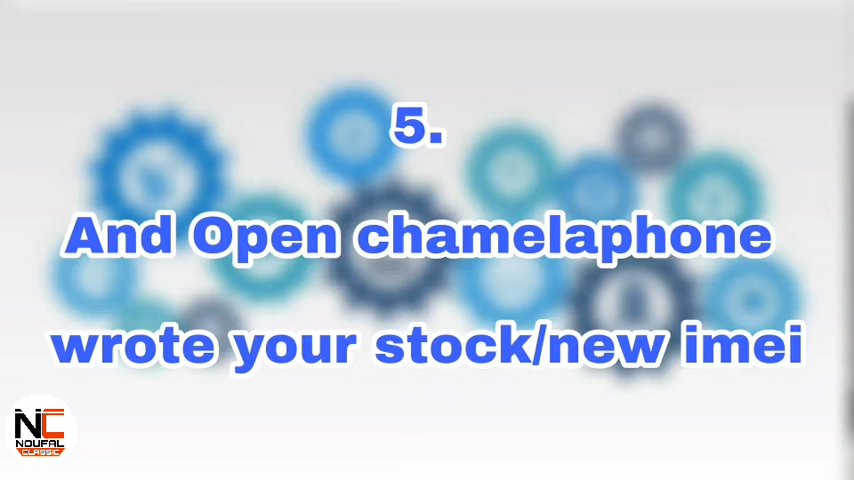 5.
And Open chamelaphone
wrote your stock/new imei
NC
NOUFAL
CLASSIC